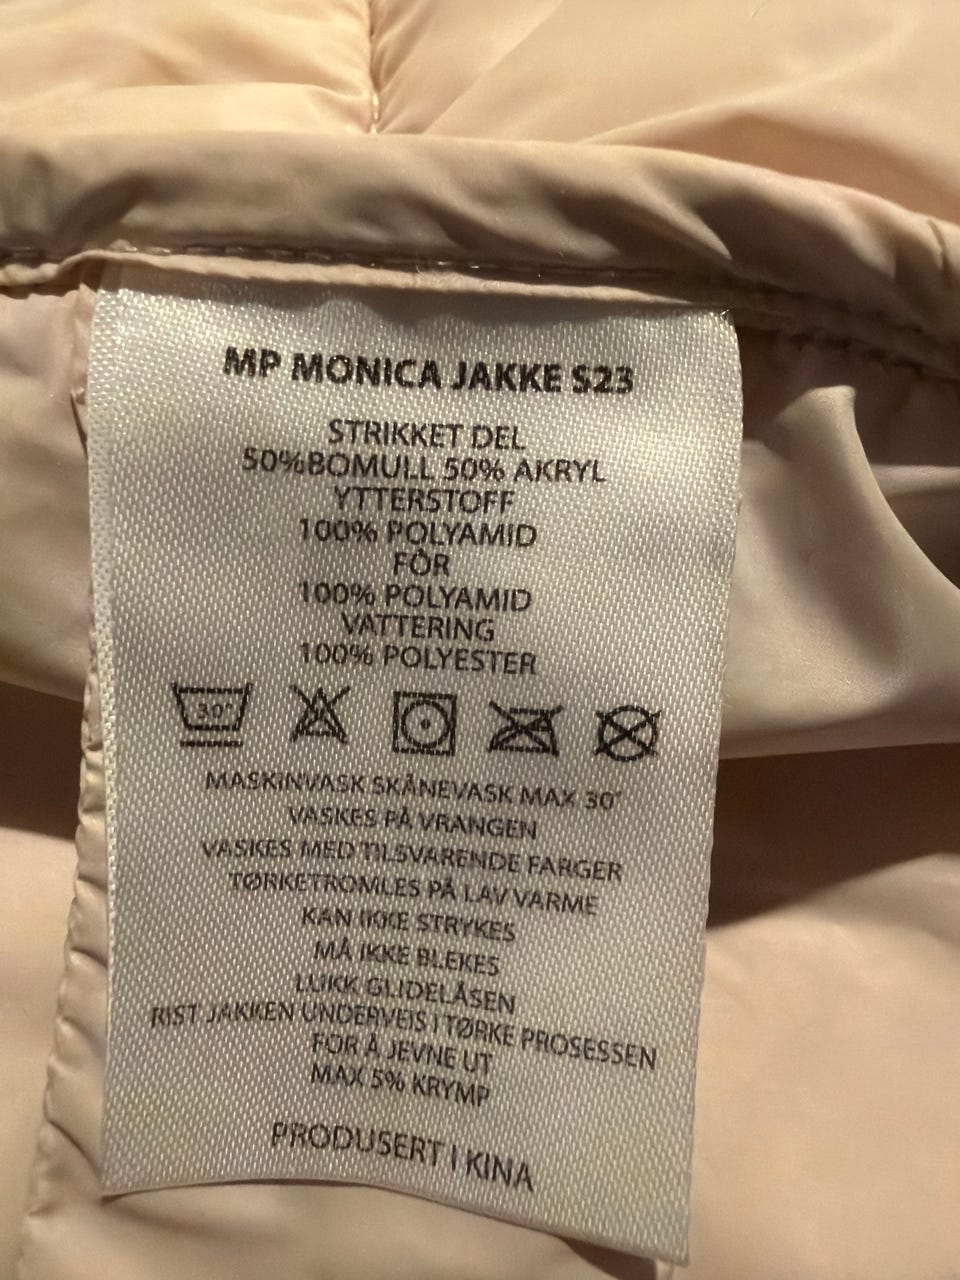 MP MONICA JAKKE S23
STRIKKET DEL
50%BOMULL 50% AKRYL
YTTERSTOFF
100% POLYAMID
FÔR
100% POLYAMID
VATTERING
100% POLYESTER
30°
MASKINVASK SKÅNEVASK MAX 30°
VASKES PÅ VRANGEN
VASKES MED TILSVARENDE FARGER
TØRKETROMLES PÅ LAV VARME
KAN IKKE STRYKES
MÅ IKKE BLEKES
LUKK GLIDELÅSEN
RIST JAKKEN UNDERVEIS I TØRKE PROSESSEN
FOR Å JEVNE UT
MAX 5% KRYMP
PRODUSERT I KINA